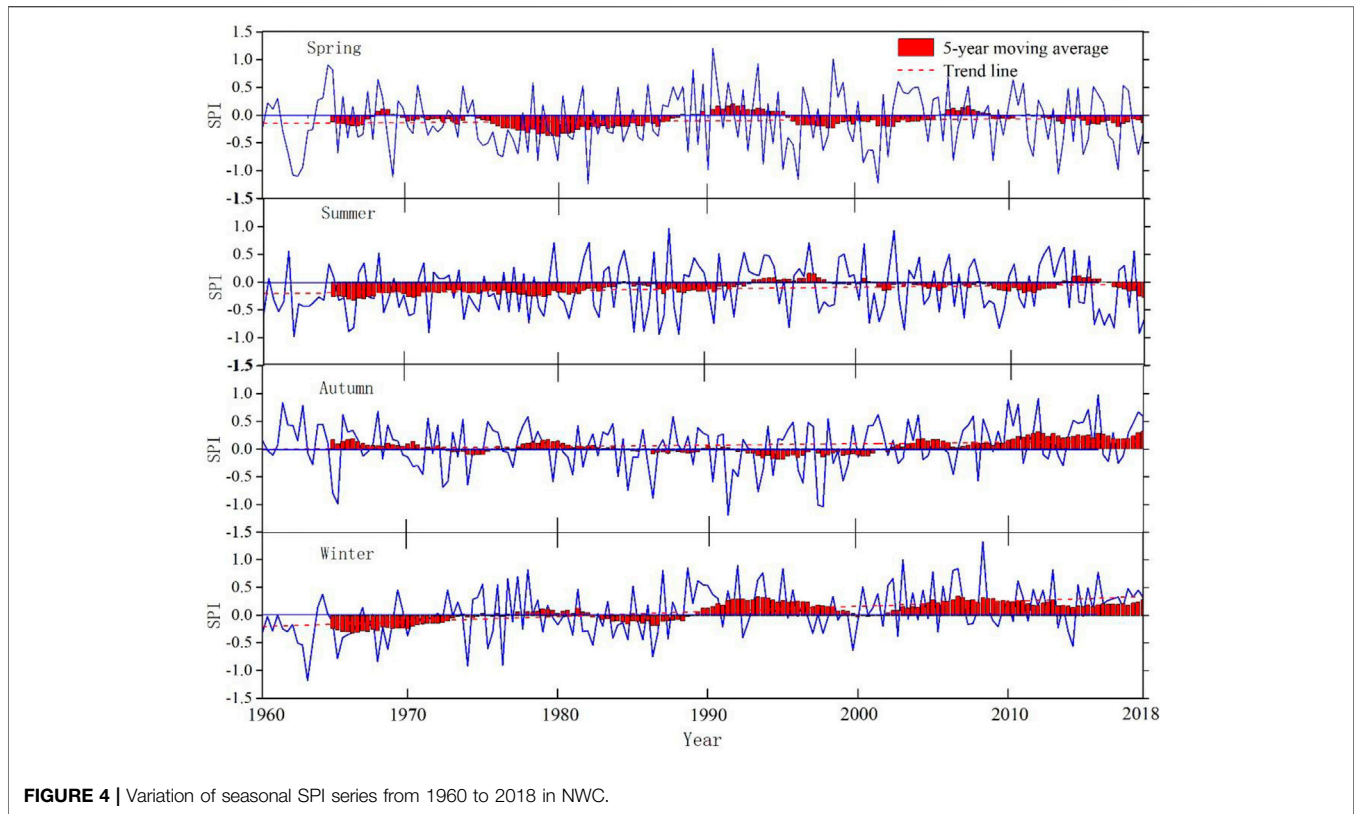 1.5
Spring
5-year moving average
1.0
Trend line
0.5
SPI
0.0
-0.5
-1.0
-1.5
Summer
1.0
0.5
SPI
0.0
-0.5
-1.0
-1.5
Autumn
1.0
0.5
SPI
0.0
-0.5
-1.0
-1.5
Winter
1.0
0.5
SPI
0.0
-0.5
-1.0
-1.5
1960 1970 1980 1990 2000 2010 2018
Year
FIGURE 4 | Variation of seasonal SPI series from 1960 to 2018 in NWC.